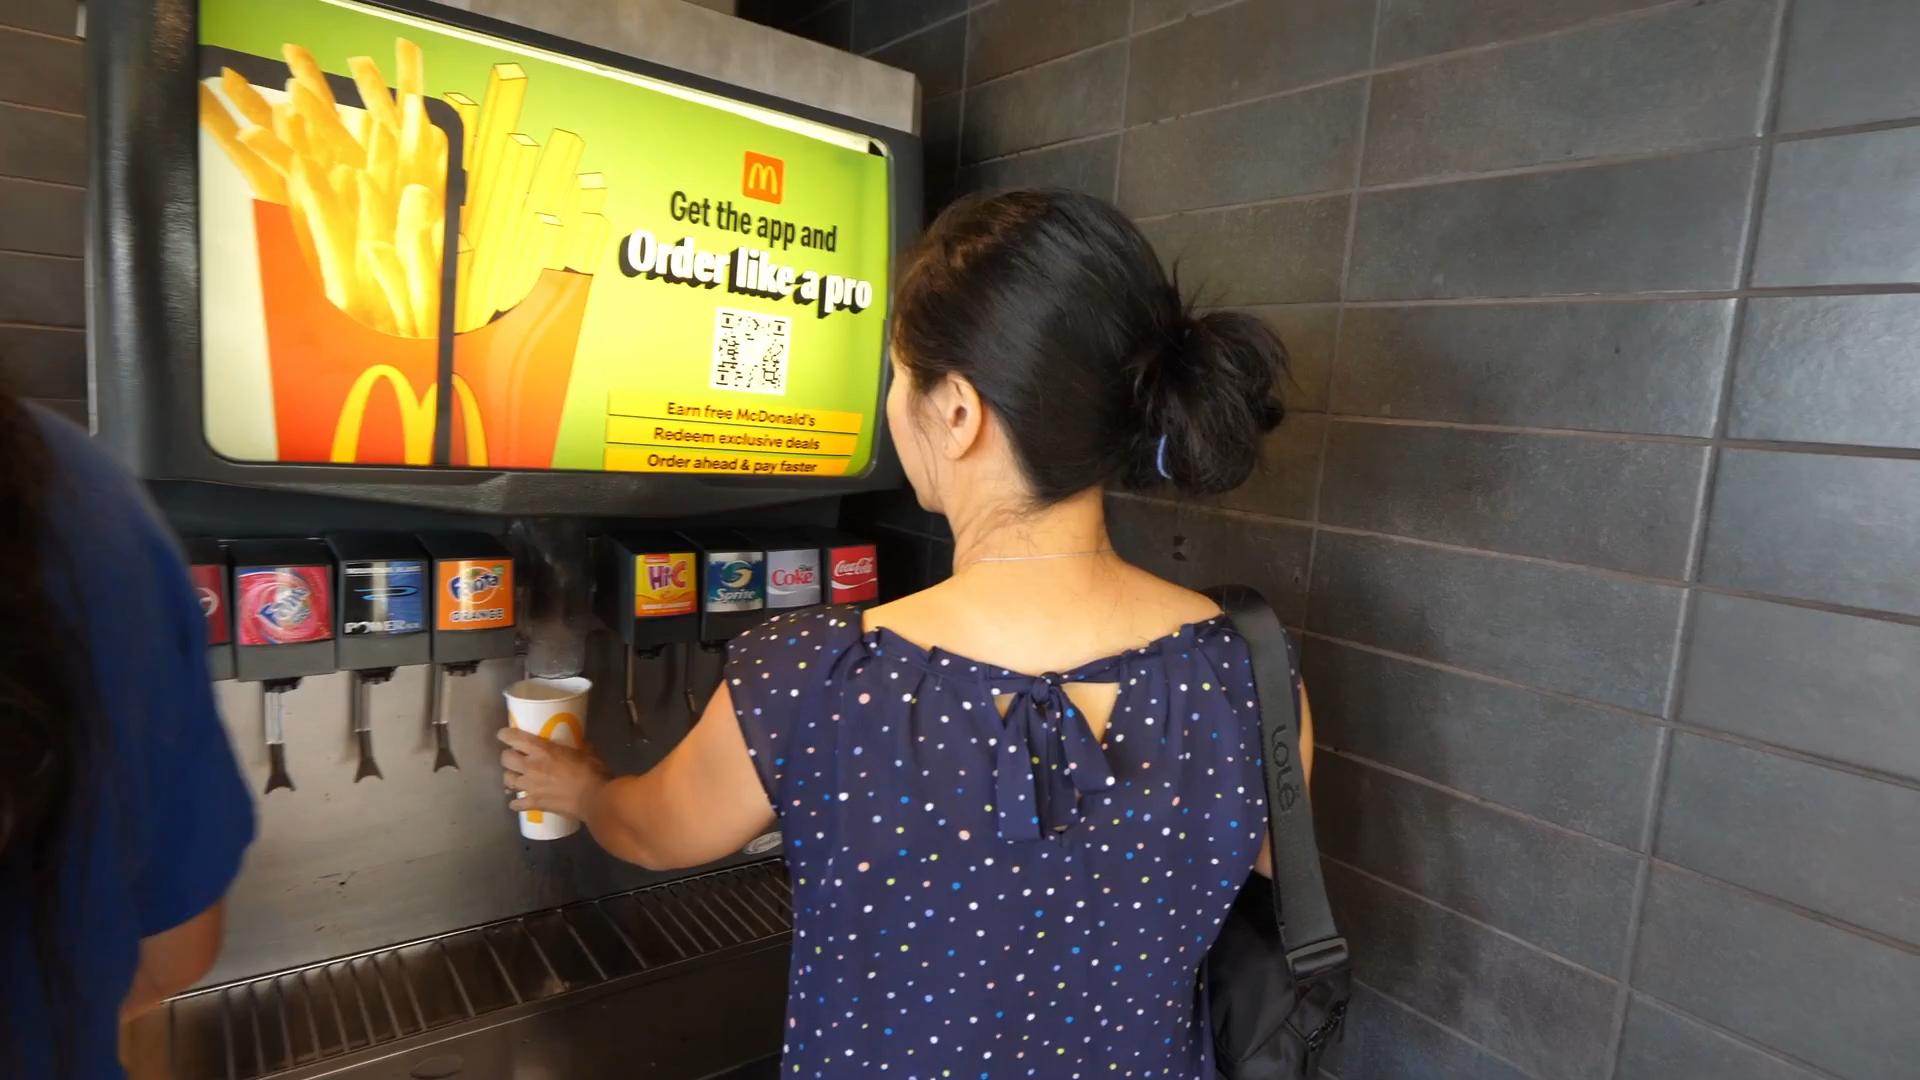 Get the app and
Order like a pro
Earn free McDonald's
Redeem exclusive deals
Order ahead & pay faster
Fanta
POWERADE
Fanta
ORANGE
Hi-C
Sprite
Diet
Coke
Coca-Cola
Lolë